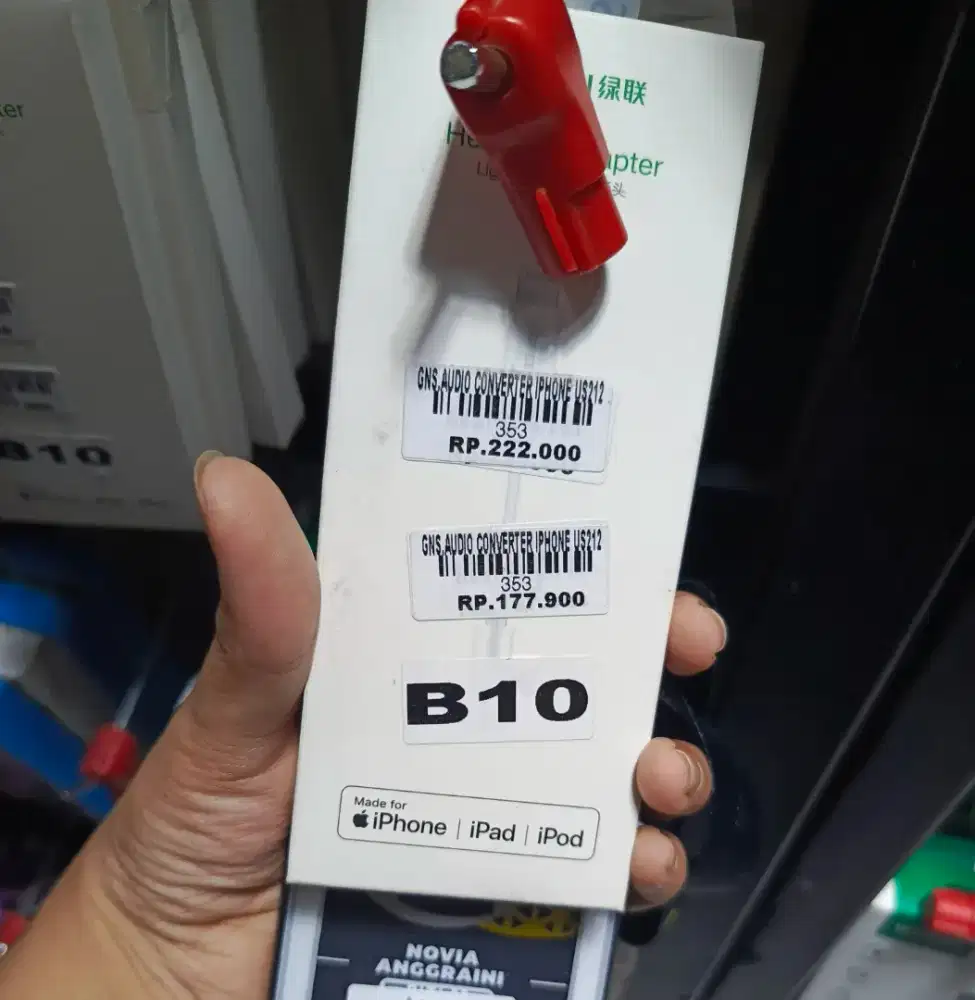 绿联
GNS AUDIO CONVERTER IPHONE US212
353
RP.222.000
GNS AUDIO CONVERTER IPHONE US212
353
RP.177.900
B10
Made for
iPhone | iPad | iPod
NOVIA
ANGGRAINI
B10